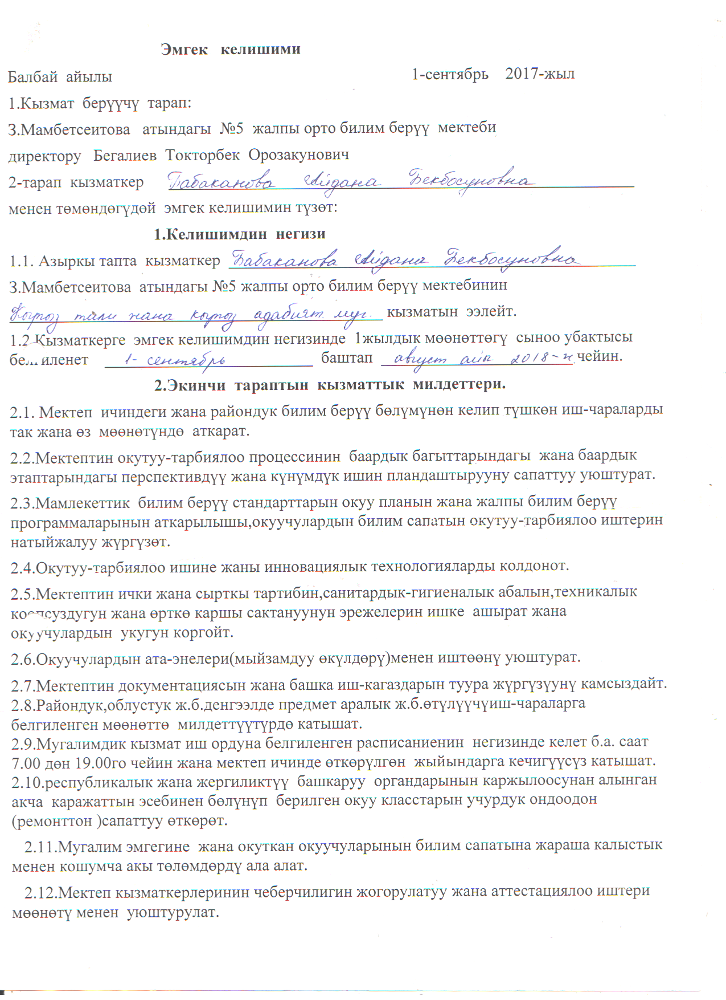 Эмгек келишими
Балбай айылы 1-сентябрь 2017-жыл
1.Кызмат берүүчү тарап:
З.Мамбетсеитова атындагы №5 жалпы орто билим берүү мектеби
директору Бегалиев Токторбек Орозакунович
2-тарап кызматкер Бабаканова Айдана Бекбосуновна
менен төмөндөгүдөй эмгек келишимин түзөт:
1.Келишимдин негизи
1.1. Азыркы тапта кызматкер Бабаканова Айдана Бекбосуновна
З.Мамбетсеитова атындагы №5 жалпы орто билим берүү мектебинин
Кыргыз тили жана кыргыз адабият. муг. кызматын ээлейт.
1.2 Кызматкерге эмгек келишимдин негизинде 1жылдык мөөнөттөгү сыноо убактысы
белгиленет 1- сентябрь баштап август айы 2018-ж чейин.
2.Экинчи тараптын кызматтык милдеттери.
2.1. Мектеп ичиндеги жана райондук билим берүү бөлүмүнөн келип түшкөн иш-чараларды
так жана өз мөөнөтүндө аткарат.
2.2.Мектептин окутуу-тарбиялоо процессинин баардык багыттарындагы жана баардык
этаптарындагы перспективдүү жана күнүмдүк ишин пландаштырууну сапаттуу уюштурат.
2.3.Мамлекеттик билим берүү стандарттарын окуу планын жана жалпы билим берүү
программаларынын аткарылышы,окуучулардын билим сапатын окутуу-тарбиялоо иштерин
натыйжалуу жүргүзөт.
2.4.Окутуу-тарбиялоо ишине жаны инновациялык технологияларды колдонот.
2.5.Мектептин ички жана сырткы тартибин,санитардык-гигиеналык абалын,техникалык
коопсуздугун жана өрткө каршы сактануунун эрежелерин ишке ашырат жана
окуучулардын укугун коргойт.
2.6.Окуучулардын ата-энелери(мыйзамдуу өкүлдөрү)менен иштөөнү уюштурат.
2.7.Мектептин документациясын жана башка иш-кагаздарын туура жүргүзүүнү камсыздайт.
2.8.Райондук,облустук ж.б.денгээлде предмет аралык ж.б.өтүлүүчүиш-чараларга
белгиленген мөөнөттө милдеттүүтүрдө катышат.
2.9.Мугалимдик кызмат иш ордуна белгиленген расписаниенин негизинде келет б.а. саат
7.00 дөн 19.00го чейин жана мектеп ичинде өткөрүлгөн жыйындарга кечигүүсүз катышат.
2.10.республикалык жана жергиликтүү башкаруу органдарынын каржылоосунан алынган
акча каражаттын эсебинен бөлүнүп берилген окуу класстарын учурдук ондоодон
(ремонттон )сапаттуу өткөрөт.
2.11.Мугалим эмгегине жана окуткан окуучуларынын билим сапатына жараша калыстык
менен кошумча акы төлөмдөрдү ала алат.
2.12.Мектеп кызматкерлеринин чеберчилигин жогорулатуу жана аттестациялоо иштери
мөөнөтү менен уюштурулат.